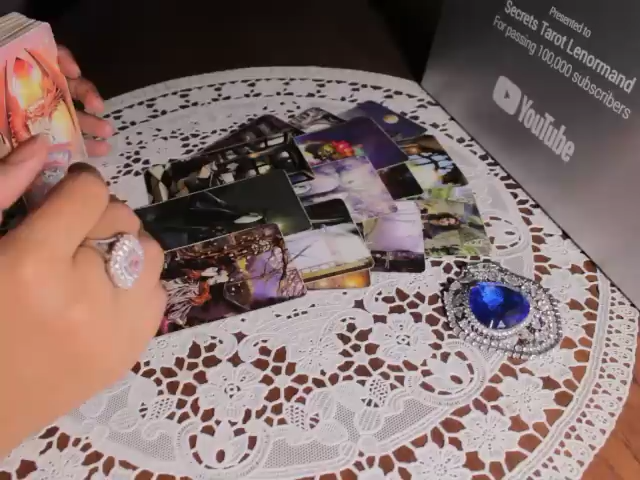 Presented to
Secrets Tarot Lenormand
For passing 100,000 subscribers
YouTube